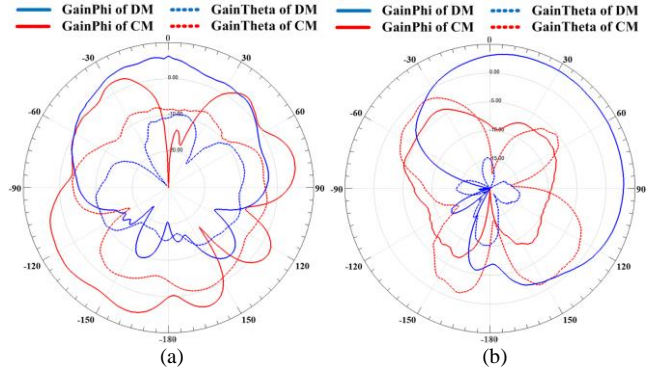 GainPhi of DM GainTheta of DM GainPhi of DM GainTheta of DM
GainPhi of CM GainTheta of CM GainPhi of CM GainTheta of CM
0 0
-30 30 -30 30
0.00 0.00
-60 60 -60 60
-5.00
-10.00 -10.00
-20.00 -15.00
-90 90 -90 90
-120 120 -120 120
-150 150 -150 150
-180 -180
(a) (b)